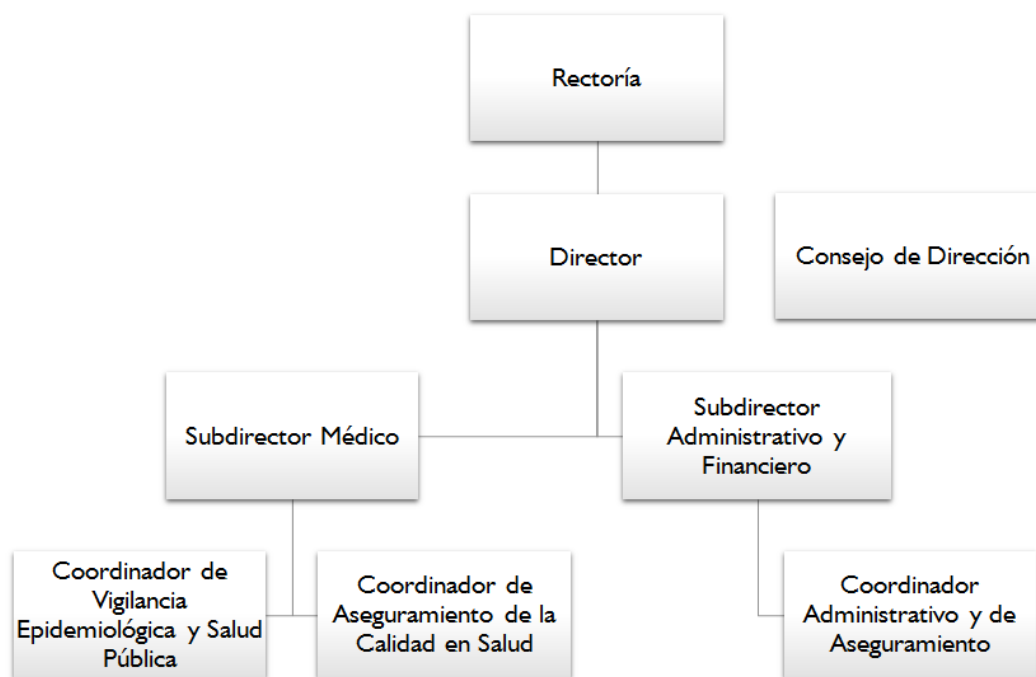 Rectoría
Director
Consejo de Dirección
Subdirector Médico
Subdirector
Administrativo y
Financiero
Coordinador de
Vigilancia
Epidemiológica y Salud
Pública
Coordinador de
Aseguramiento de la
Calidad en Salud
Coordinador
Administrativo y de
Aseguramiento